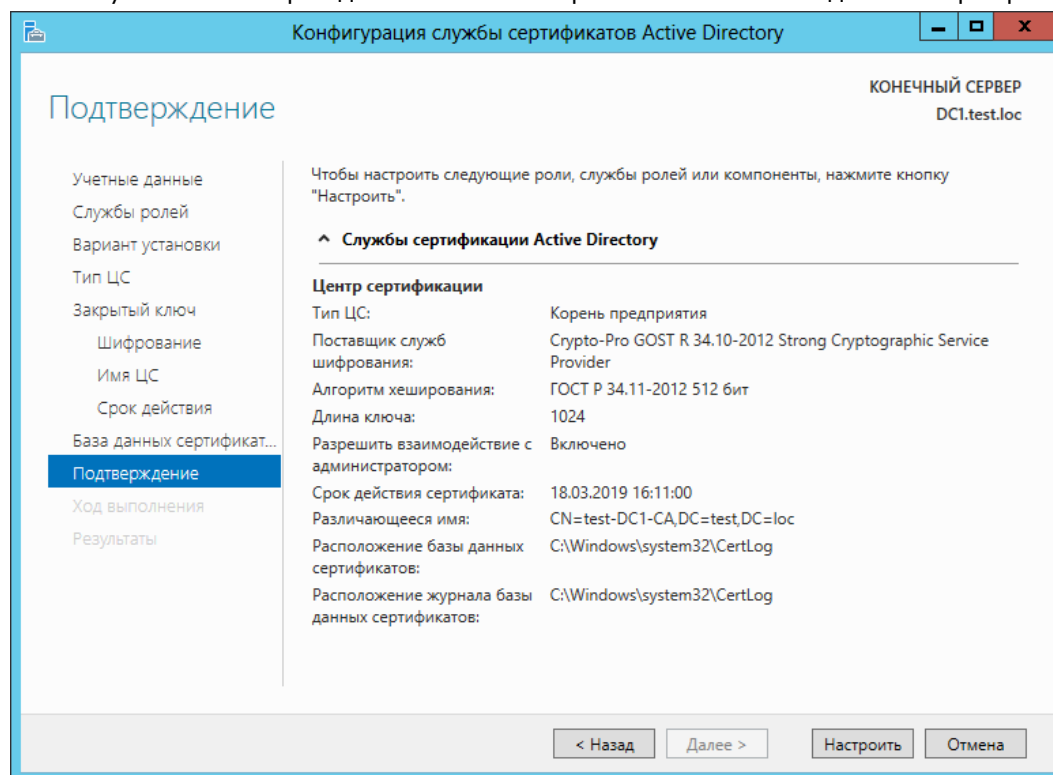 Конфигурация службы сертификатов Active Directory
КОНЕЧНЫЙ СЕРВЕР
DC1.test.loc
Подтверждение
Учетные данные
Службы ролей
Вариант установки
Тип ЦС
Закрытый ключ
Шифрование
Имя ЦС
Срок действия
База данных сертификат...
Подтверждение
Ход выполнения
Результаты
Чтобы настроить следующие роли, службы ролей или компоненты, нажмите кнопку
"Настроить".
Службы сертификации Active Directory
Центр сертификации
Тип ЦС: Корень предприятия
Поставщик служб Crypto-Pro GOST R 34.10-2012 Strong Cryptographic Service
шифрования: Provider
Алгоритм хеширования: ГОСТ Р 34.11-2012 512 бит
Длина ключа: 1024
Разрешить взаимодействие с Включено
администратором:
Срок действия сертификата: 18.03.2019 16:11:00
Различающееся имя: CN=test-DC1-CA,DC=test,DC=loc
Расположение базы данных C:\Windows\system32\CertLog
сертификатов:
Расположение журнала базы C:\Windows\system32\CertLog
данных сертификатов:
< Назад Далее > Настроить Отмена